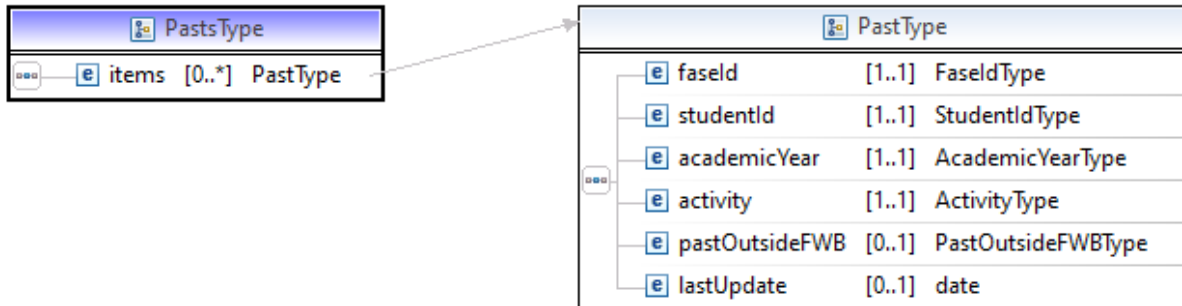 PastsType
items [0..*] PastType
PastType
faseId [1..1] FaseIdType
studentId [1..1] StudentIdType
academicYear [1..1] AcademicYearType
activity [1..1] ActivityType
pastOutsideFWB [0..1] PastOutsideFWBType
lastUpdate [0..1] date